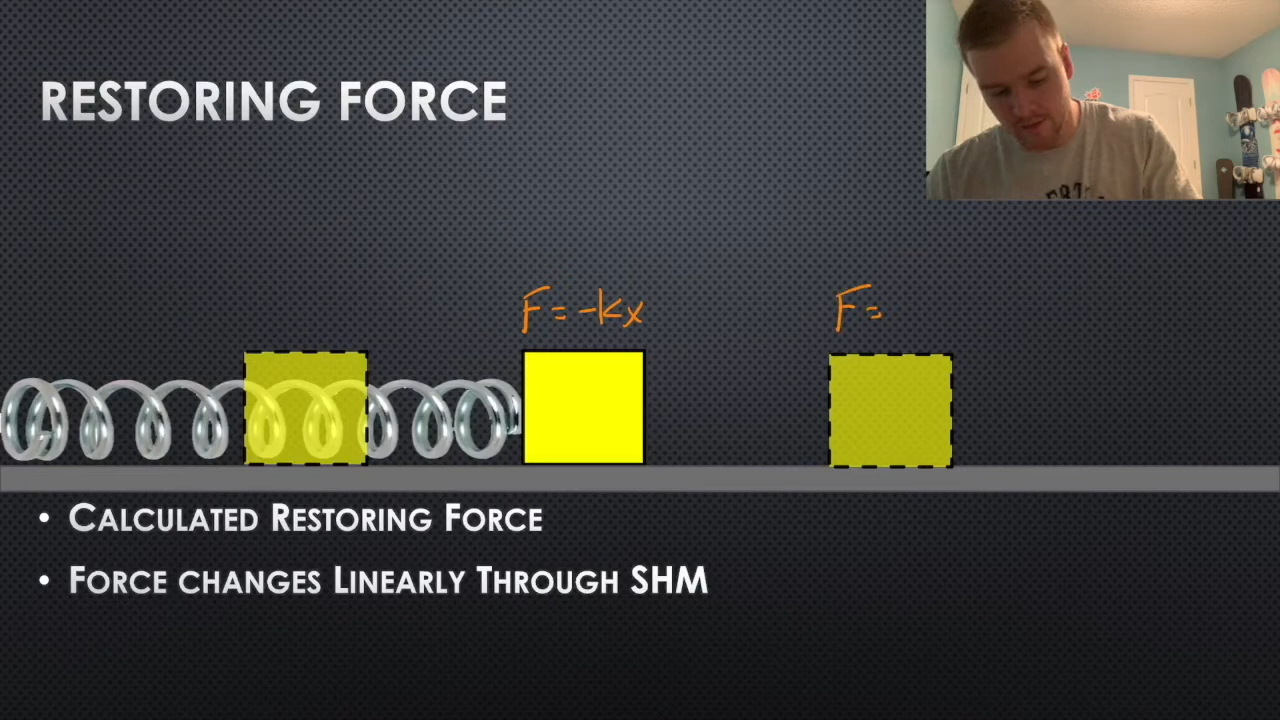 RESTORING FORCE
F = -kx
F =
• CALCULATED RESTORING FORCE
• FORCE CHANGES LINEARLY THROUGH SHM